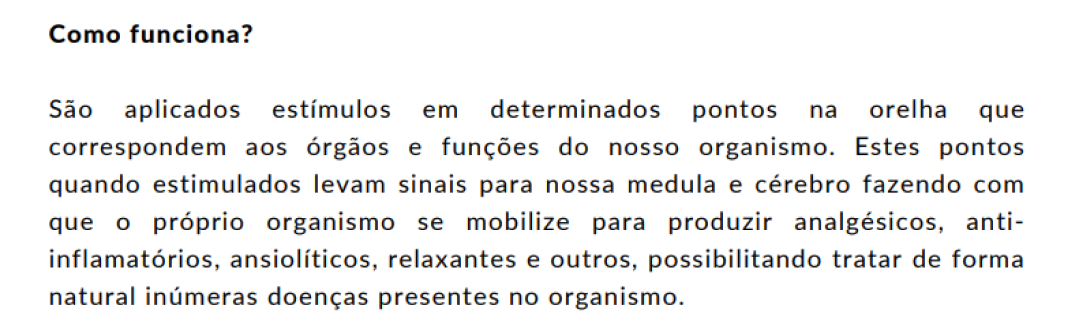 Como funciona?
São aplicados estímulos em determinados pontos na orelha que
correspondem aos órgãos e funções do nosso organismo. Estes pontos
quando estimulados levam sinais para nossa medula e cérebro fazendo com
que o próprio organismo se mobilize para produzir analgésicos, anti-
inflamatórios, ansiolíticos, relaxantes e outros, possibilitando tratar de forma
natural inúmeras doenças presentes no organismo.